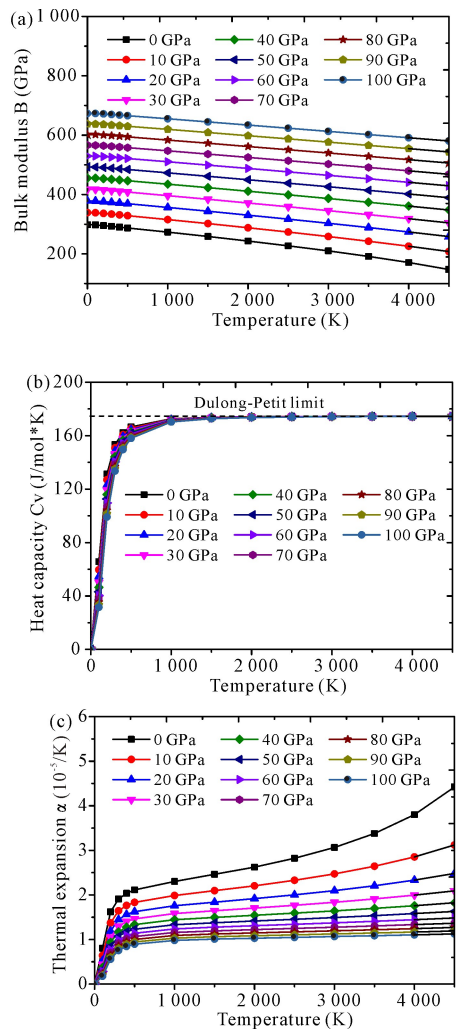 (a)
1 000
800
600
400
200
Bulk modulus B (GPa)
0 GPa 40 GPa 80 GPa
10 GPa 50 GPa 90 GPa
20 GPa 60 GPa 100 GPa
30 GPa 70 GPa
0 1 000 2 000 3 000 4 000
Temperature (K)
(b)
200
160
120
80
40
0
Heat capacity Cv (J/mol*K)
Dulong-Petit limit
0 GPa 40 GPa 80 GPa
10 GPa 50 GPa 90 GPa
20 GPa 60 GPa 100 GPa
30 GPa 70 GPa
0 1 000 2 000 3 000 4 000
Temperature (K)
(c)
6
5
4
3
2
1
0
Thermal expansion α (10⁻⁵/K)
0 GPa 40 GPa 80 GPa
10 GPa 50 GPa 90 GPa
20 GPa 60 GPa 100 GPa
30 GPa 70 GPa
0 1 000 2 000 3 000 4 000
Temperature (K)